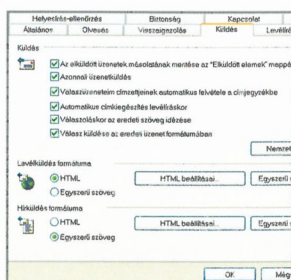 Helyesírás-ellenőrzés Biztonság Kapcsolat
Általános Olvasás Visszaigazolás Küldés Levélírá
Küldés
Az elküldött üzenetek másolatának mentése az "Elküldött elemek" mappá
Azonnali üzenetküldés
Válaszüzeneteim címzettjeinek automatikus felvétele a címjegyzékbe
Automatikus címkiegészítés levélíráskor
Válaszoláskor az eredeti szöveg idézése
Válasz küldése az eredeti üzenet formátumában
Nemzet
Levélküldés formátuma
HTML HTML beállításai... Egyszerű s
Egyszerű szöveg
Hírküldés formátuma
HTML HTML beállításai... Egyszerű s
Egyszerű szöveg
OK Még